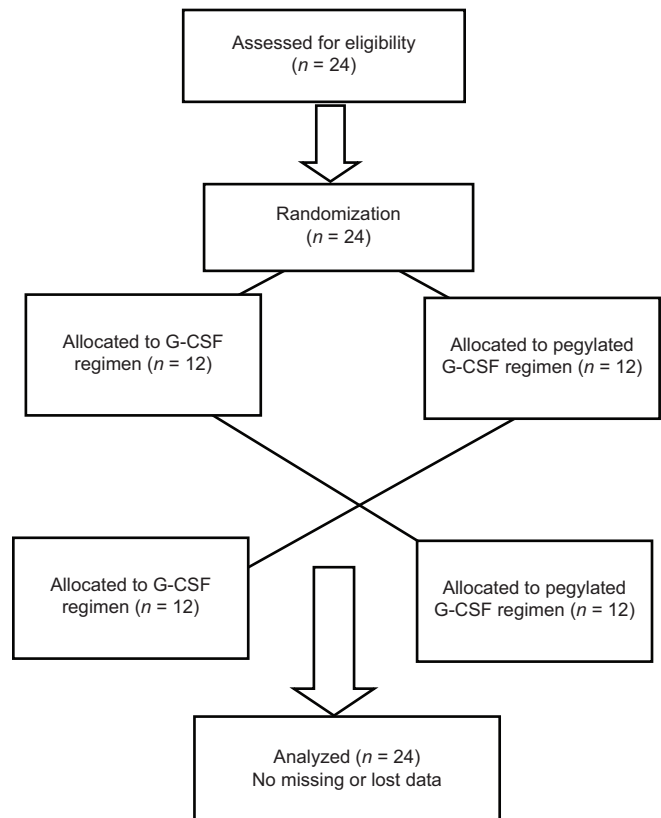 Assessed for eligibility
(n = 24)
Randomization
(n = 24)
Allocated to G-CSF
regimen (n = 12)
Allocated to pegylated
G-CSF regimen (n = 12)
Allocated to G-CSF
regimen (n = 12)
Allocated to pegylated
G-CSF regimen (n = 12)
Analyzed (n = 24)
No missing or lost data